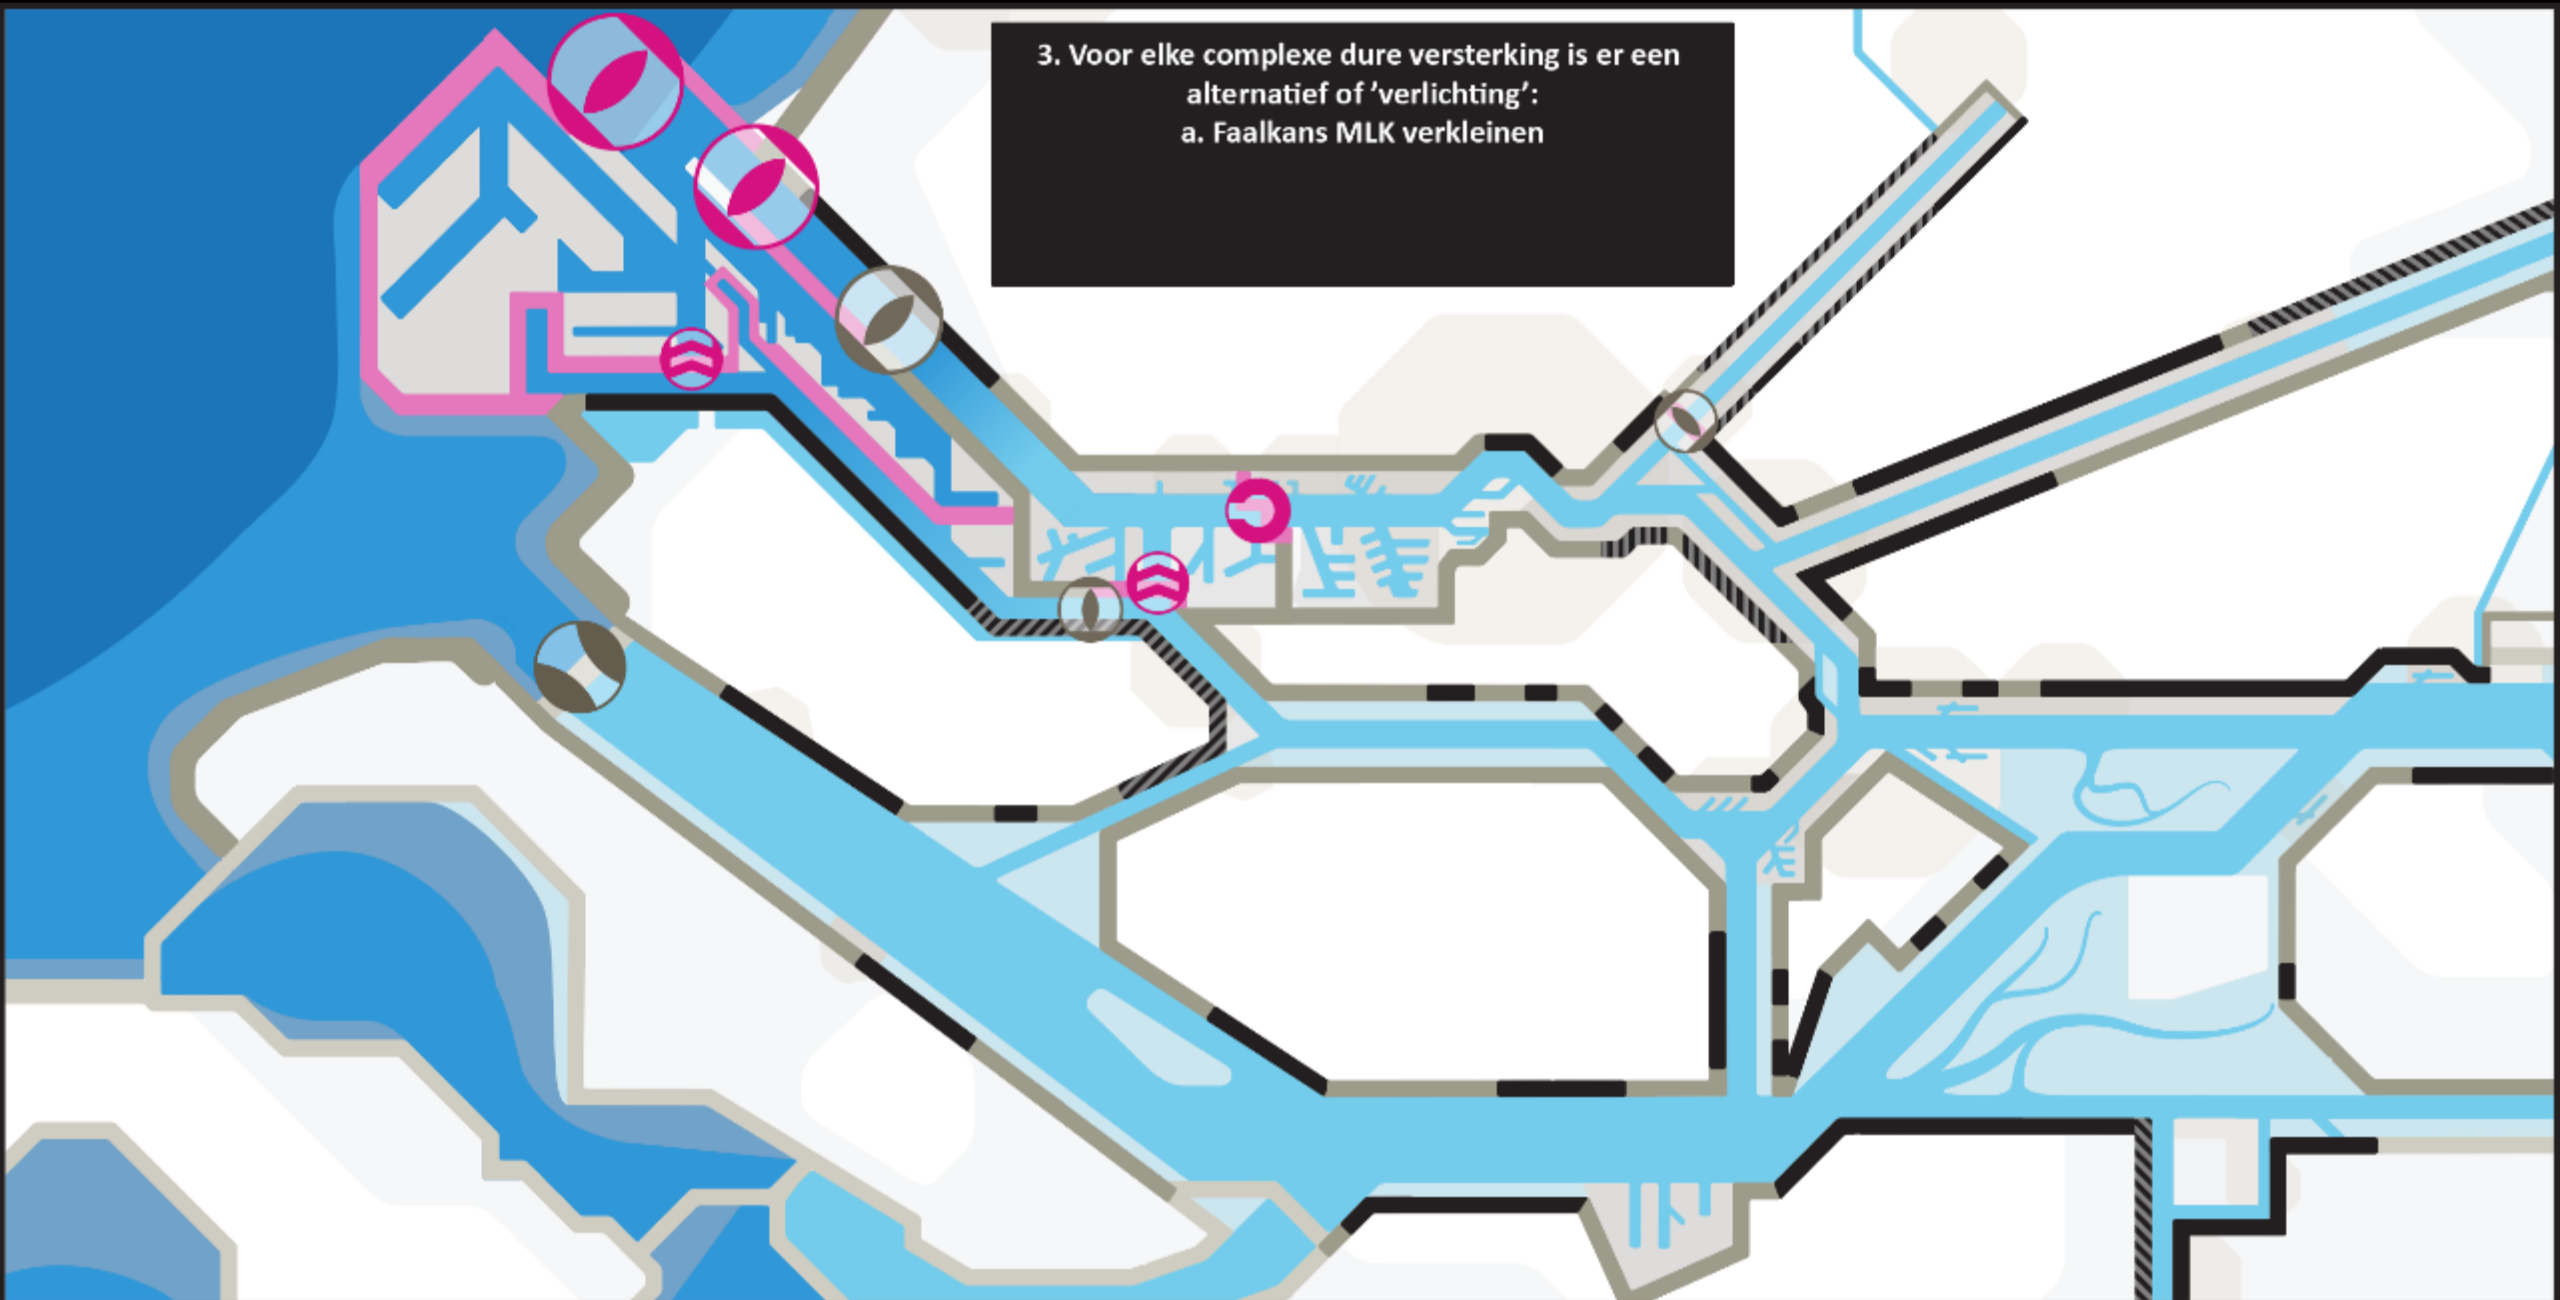 3. Voor elke complexe dure versterking is er een
alternatief of ’verlichting’:
a. Faalkans MLK verkleinen